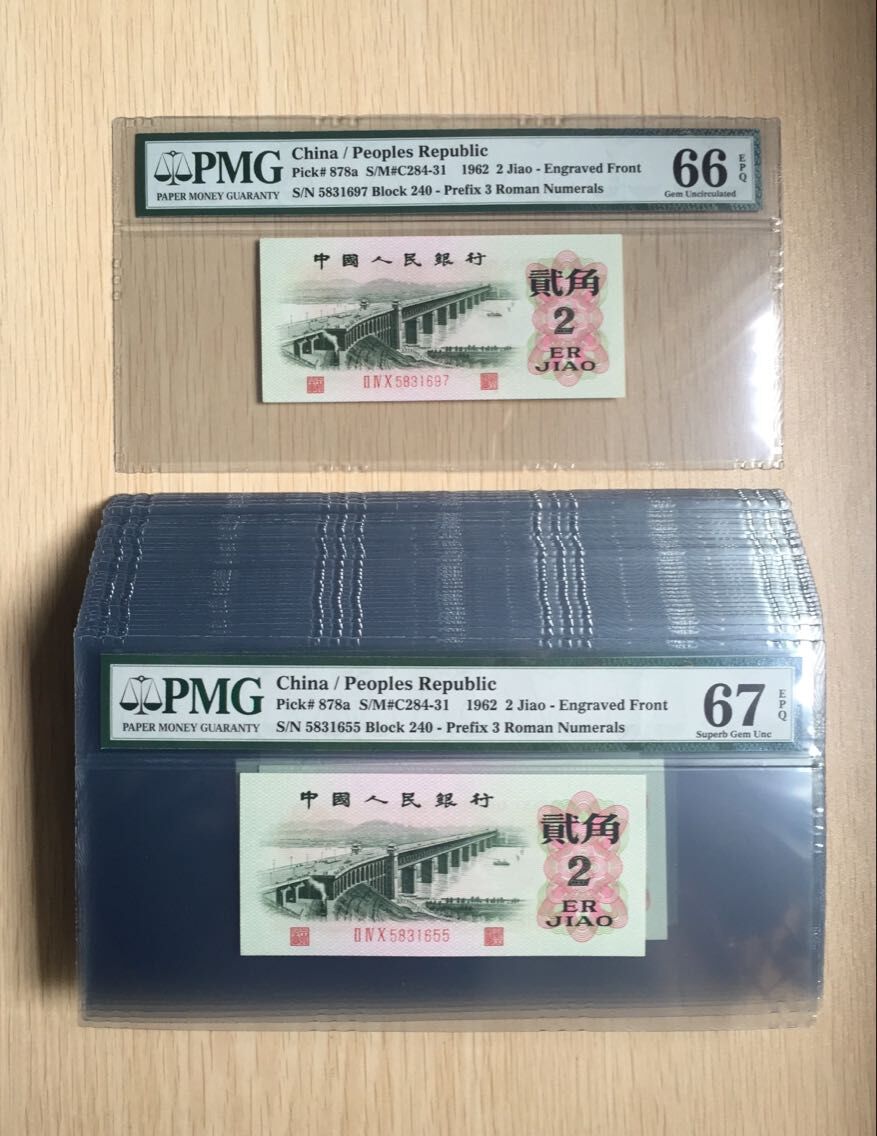 PMG
PAPER MONEY GUARANTY
China / Peoples Republic
Pick# 878a S/M#C284-31 1962 2 Jiao - Engraved Front
S/N 5831697 Block 240 - Prefix 3 Roman Numerals
66 EPQ
Gem Uncirculated
中國人民銀行
貳角
2
ER
JIAO
II IV X 5831697
PMG
PAPER MONEY GUARANTY
China / Peoples Republic
Pick# 878a S/M#C284-31 1962 2 Jiao - Engraved Front
S/N 5831655 Block 240 - Prefix 3 Roman Numerals
67 EPQ
Superb Gem Unc
中國人民銀行
貳角
2
ER
JIAO
II IV X 5831655